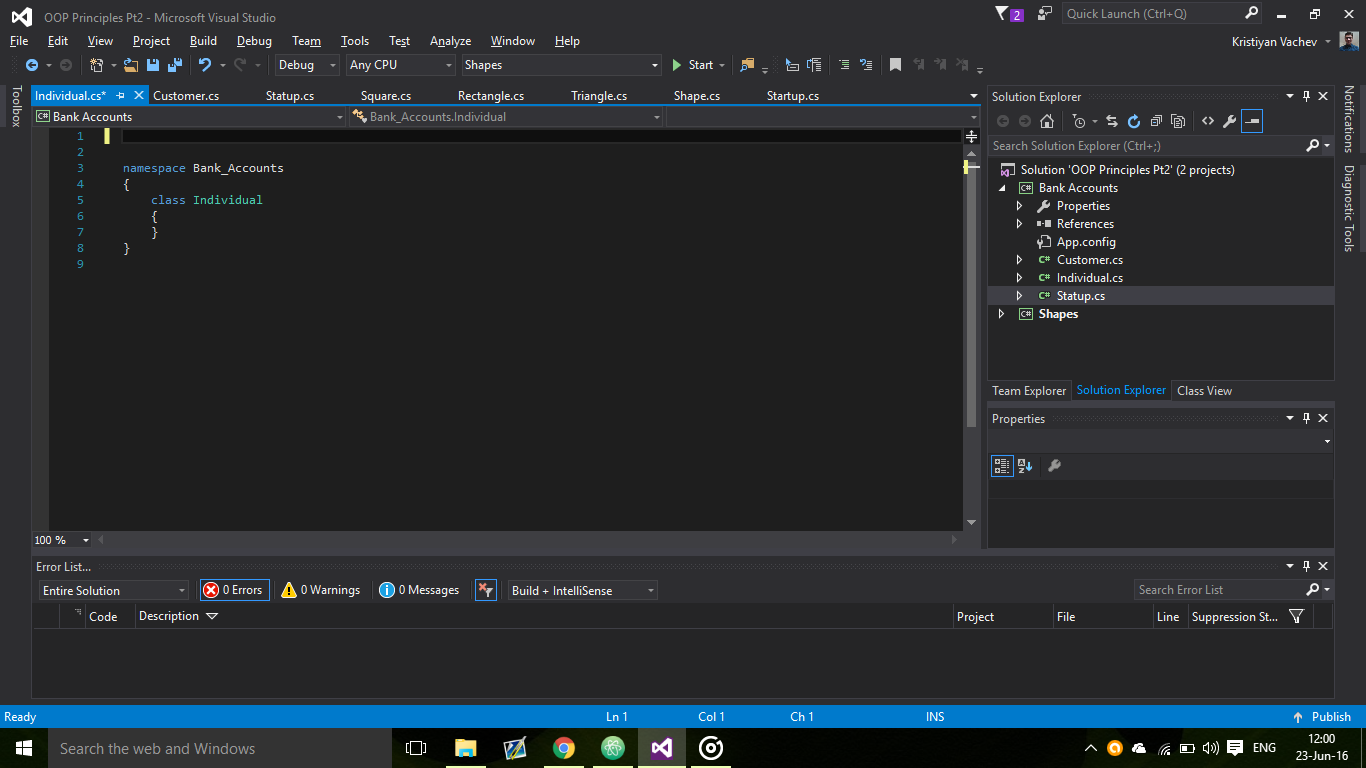 OOP Principles Pt2 - Microsoft Visual Studio
2
Quick Launch (Ctrl+Q)
File Edit View Project Build Debug Team Tools Test Analyze Window Help
Kristiyan Vachev
Debug Any CPU Shapes Start
Toolbox
Individual.cs* Customer.cs Statup.cs Square.cs Rectangle.cs Triangle.cs Shape.cs Startup.cs
Bank Accounts Bank_Accounts.Individual
1
2
3 namespace Bank_Accounts
4 {
5 class Individual
6 {
7 }
8 }
9
100 %
Solution Explorer
Search Solution Explorer (Ctrl+;)
Solution 'OOP Principles Pt2' (2 projects)
C# Bank Accounts
Properties
References
App.config
C# Customer.cs
C# Individual.cs
C# Statup.cs
C# Shapes
Team Explorer Solution Explorer Class View
Properties
Notifications
Diagnostic Tools
Error List...
Entire Solution 0 Errors 0 Warnings 0 Messages Build + IntelliSense Search Error List
Code Description Project File Line Suppression St...
Ready Ln 1 Col 1 Ch 1 INS Publish
Search the web and Windows
ENG
12:00
23-Jun-16